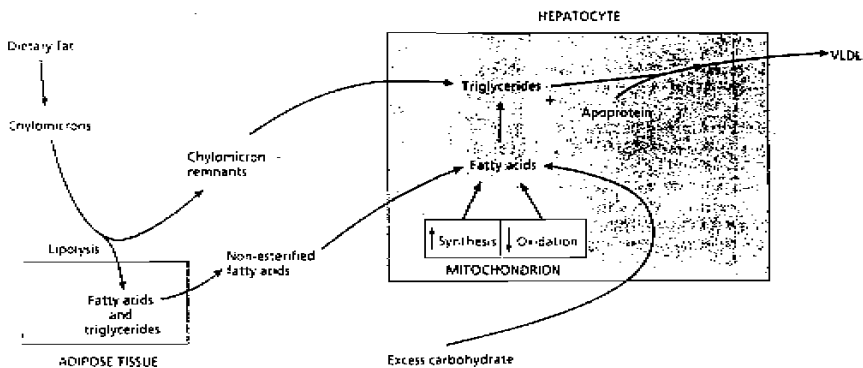 HEPATOCYTE
Dietary fat
VLDL
Triglycerides
+
Apoprotein
Chylomicrons
Chylomicron
remnants
Fatty acids
Lipolysis
Non-esterified
fatty acids
↑ Synthesis ↓ Oxidation
MITOCHONDRION
Fatty acids
and
triglycerides
ADIPOSE TISSUE
Excess carbohydrate